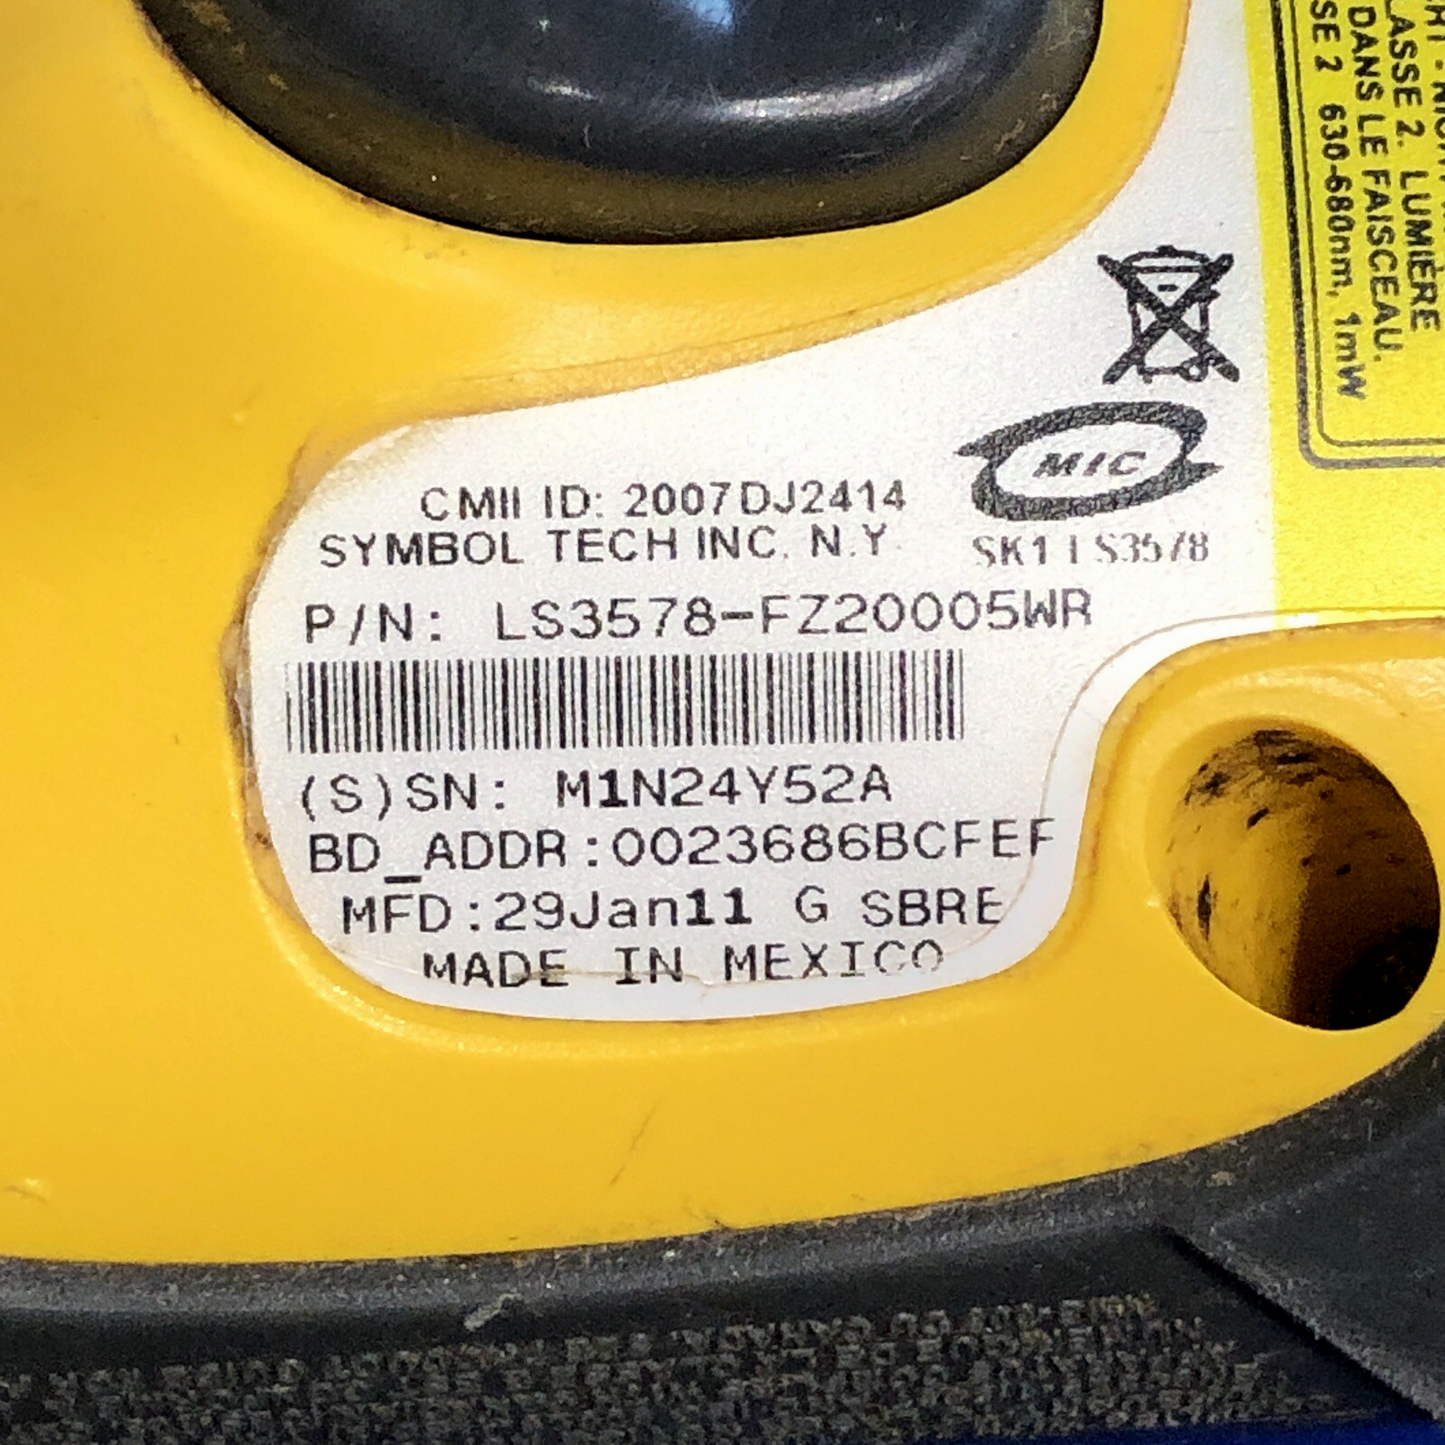 CMII ID: 2007DJ2414
SYMBOL TECH INC. N.Y.
P/N: LS3578-FZ20005WR
(S)SN: M1N24Y52A
BD_ADDR:0023686BCFEF
MFD:29Jan11 G SBRE
MADE IN MEXICO
MIC
SK1 LS3578
LASSE 2. LUMIÈRE
DANS LE FAISCEAU.
SE 2 630-680nm, 1mW